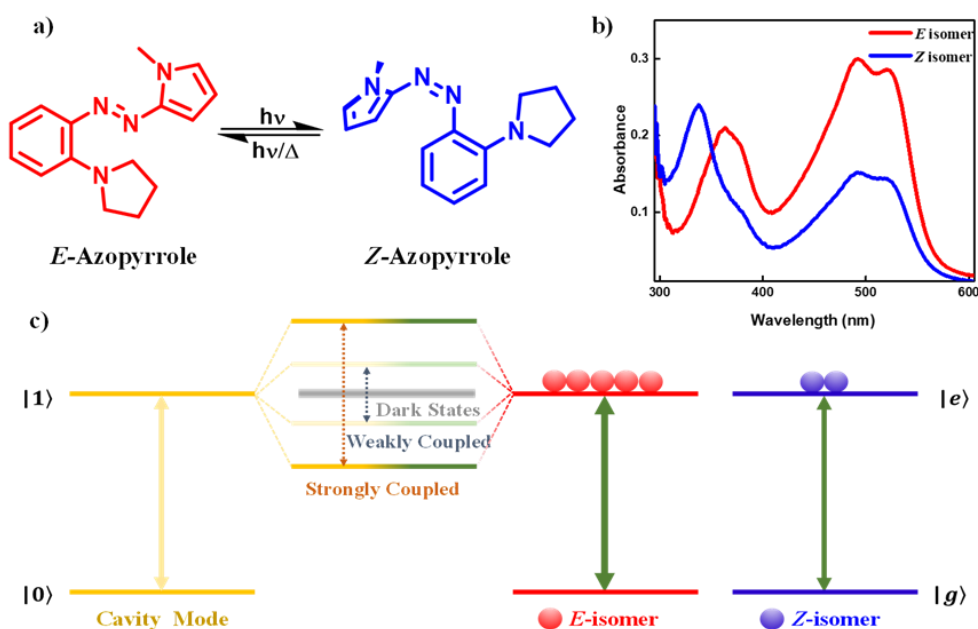 a)
N
N
N
N
hν
hν/Δ
N
N
N
N
E-Azopyrrole
Z-Azopyrrole
b)
E isomer
Z isomer
0.3
0.2
0.1
Absorbance
300
400
500
600
Wavelength (nm)
c)
|1⟩
|e⟩
Dark States
Weakly Coupled
Strongly Coupled
|0⟩
|g⟩
Cavity Mode
E-isomer
Z-isomer